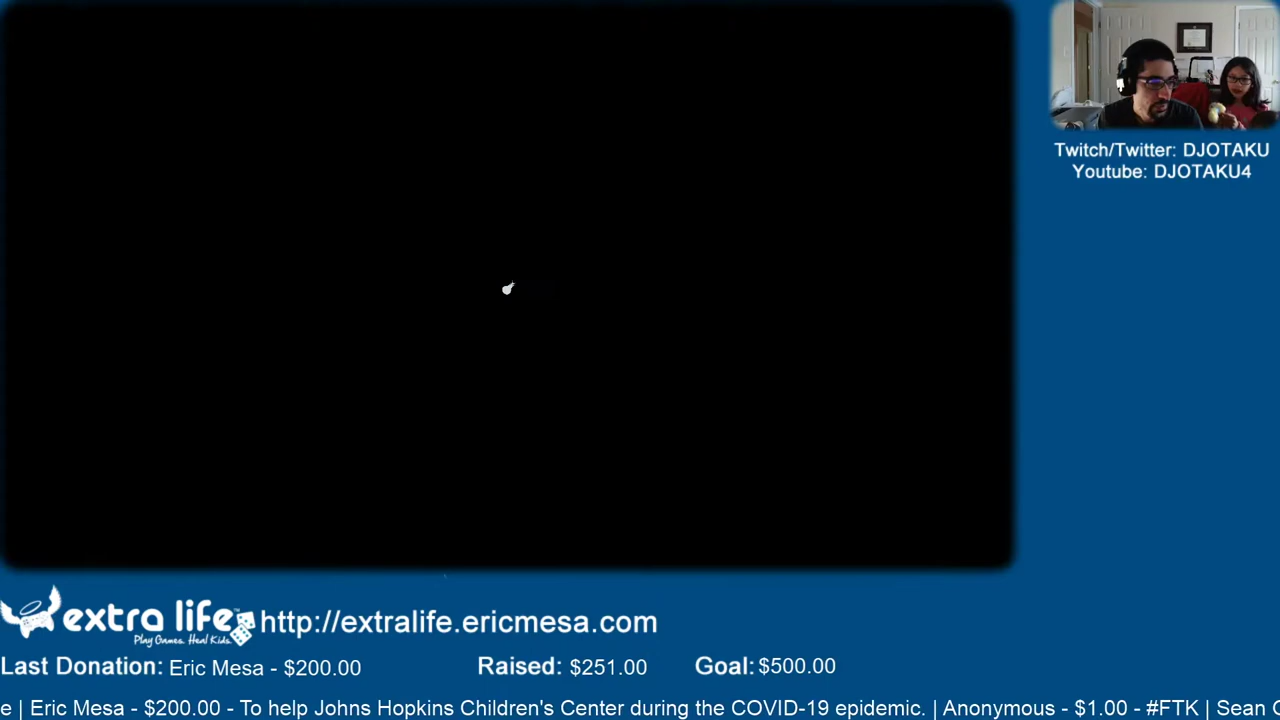 Twitch/Twitter: DJOTAKU
Youtube: DJOTAKU4
extra life
Play Games. Heal Kids.
http://extralife.ericmesa.com
Last Donation: Eric Mesa - $200.00 Raised: $251.00 Goal: $500.00
e | Eric Mesa - $200.00 - To help Johns Hopkins Children's Center during the COVID-19 epidemic. | Anonymous - $1.00 - #FTK | Sean